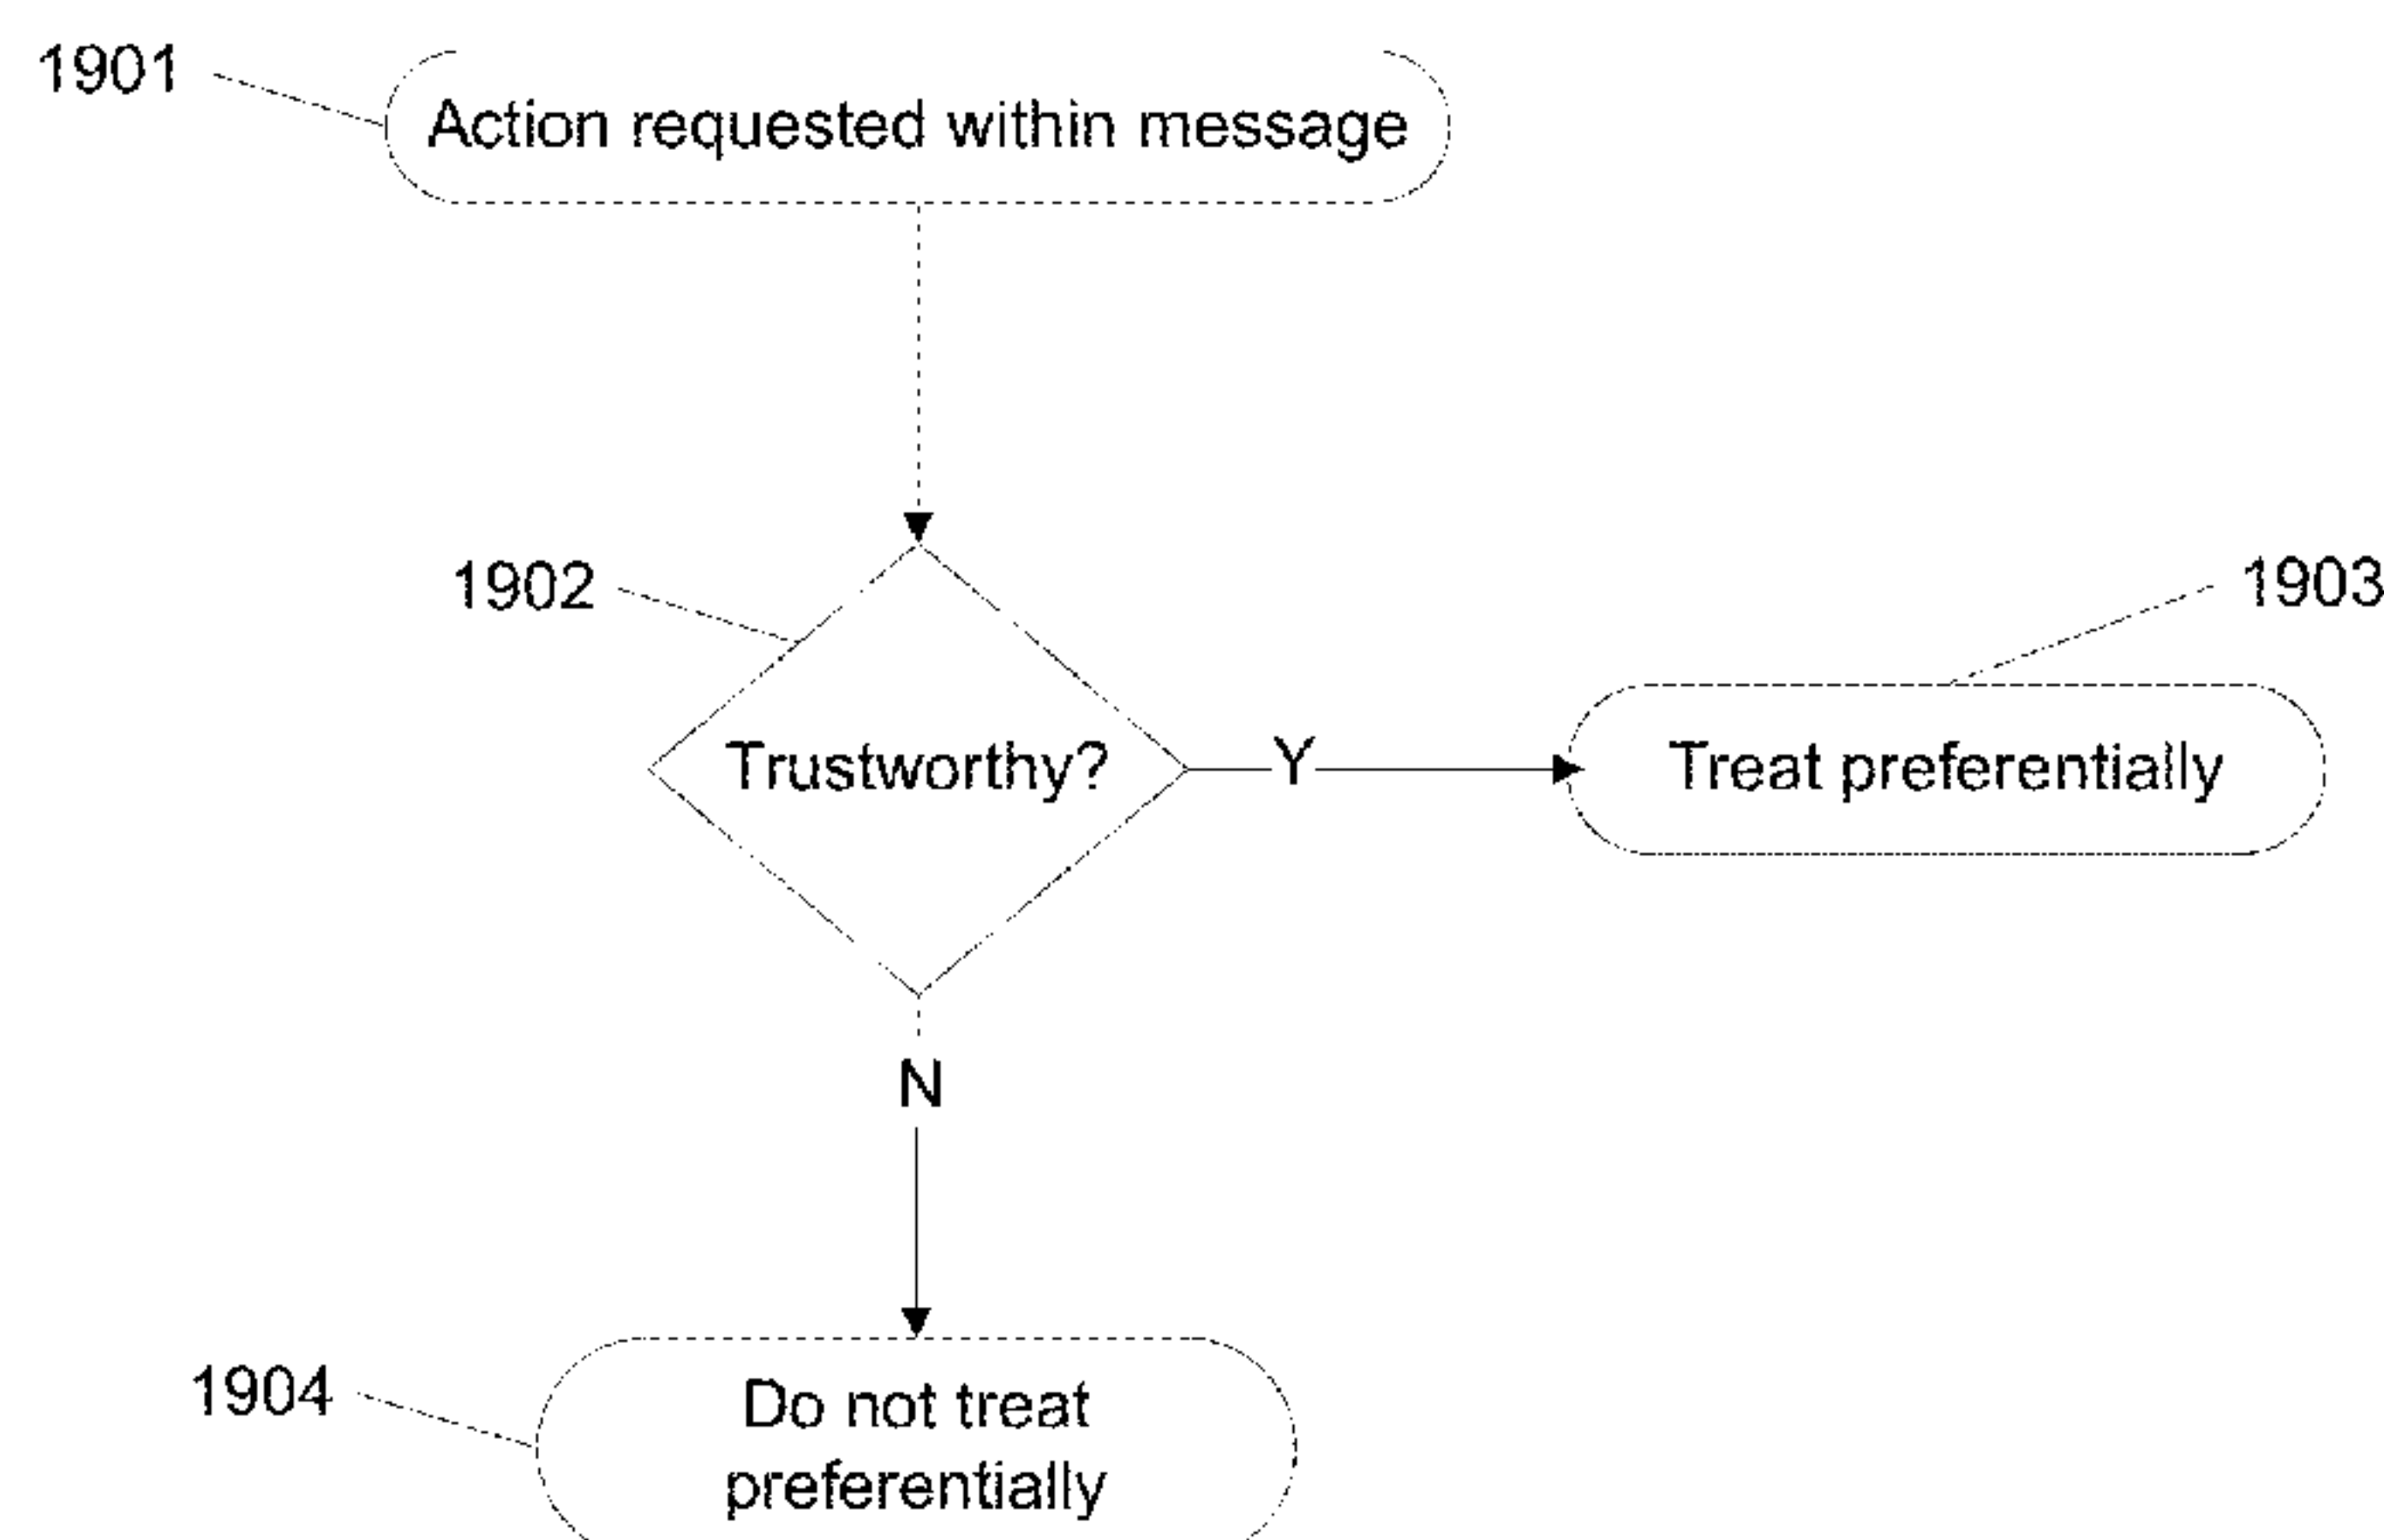 1901
Action requested within message
1902
1903
Trustworthy?
Y
Treat preferentially
N
1904
Do not treat
preferentially